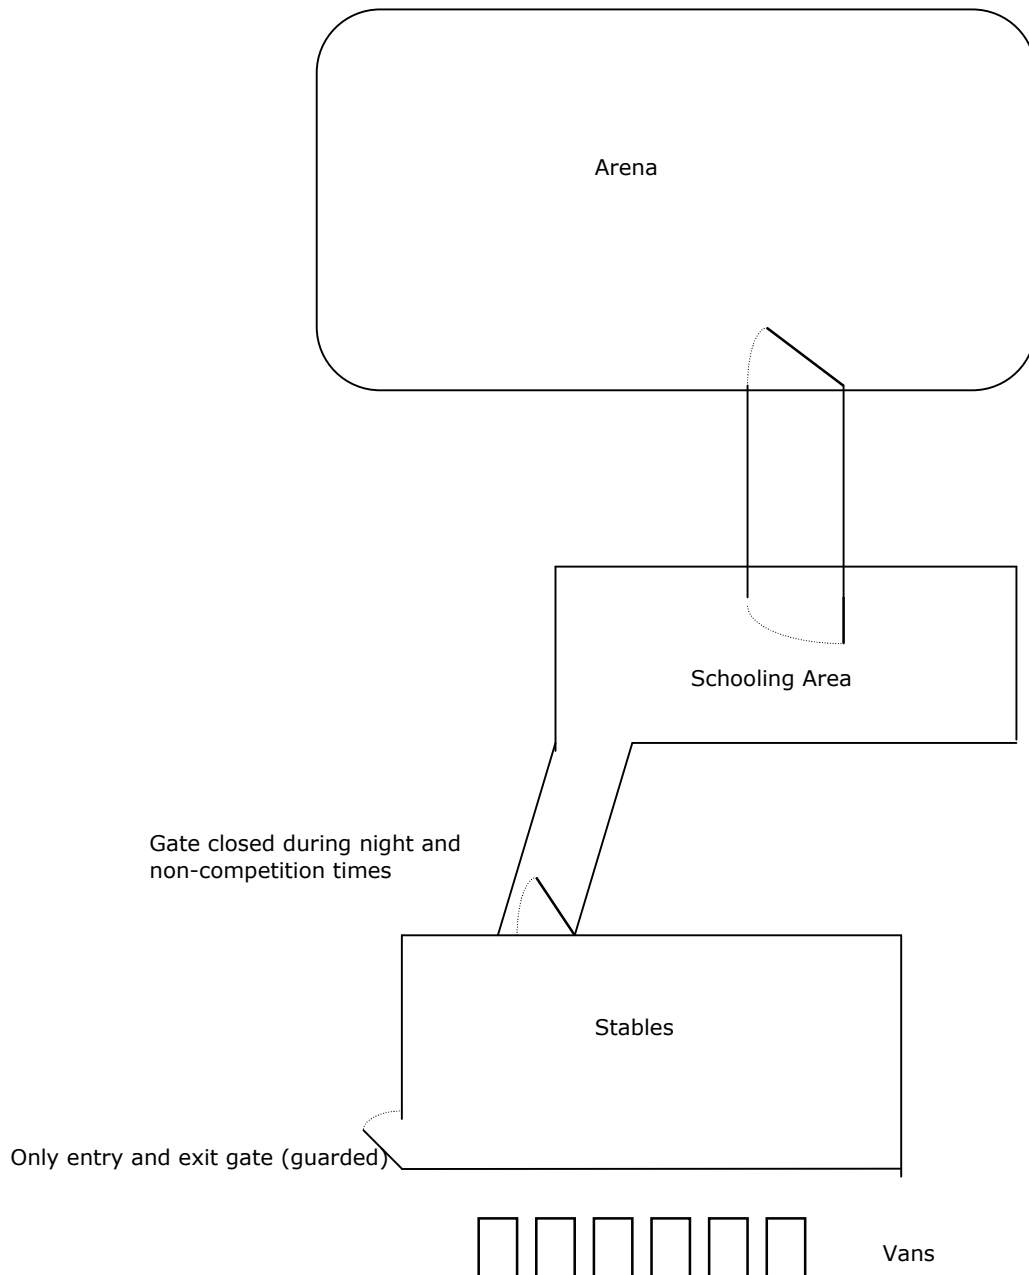 Arena
Schooling Area
Gate closed during night and
non-competition times
Stables
Only entry and exit gate (guarded)
Vans